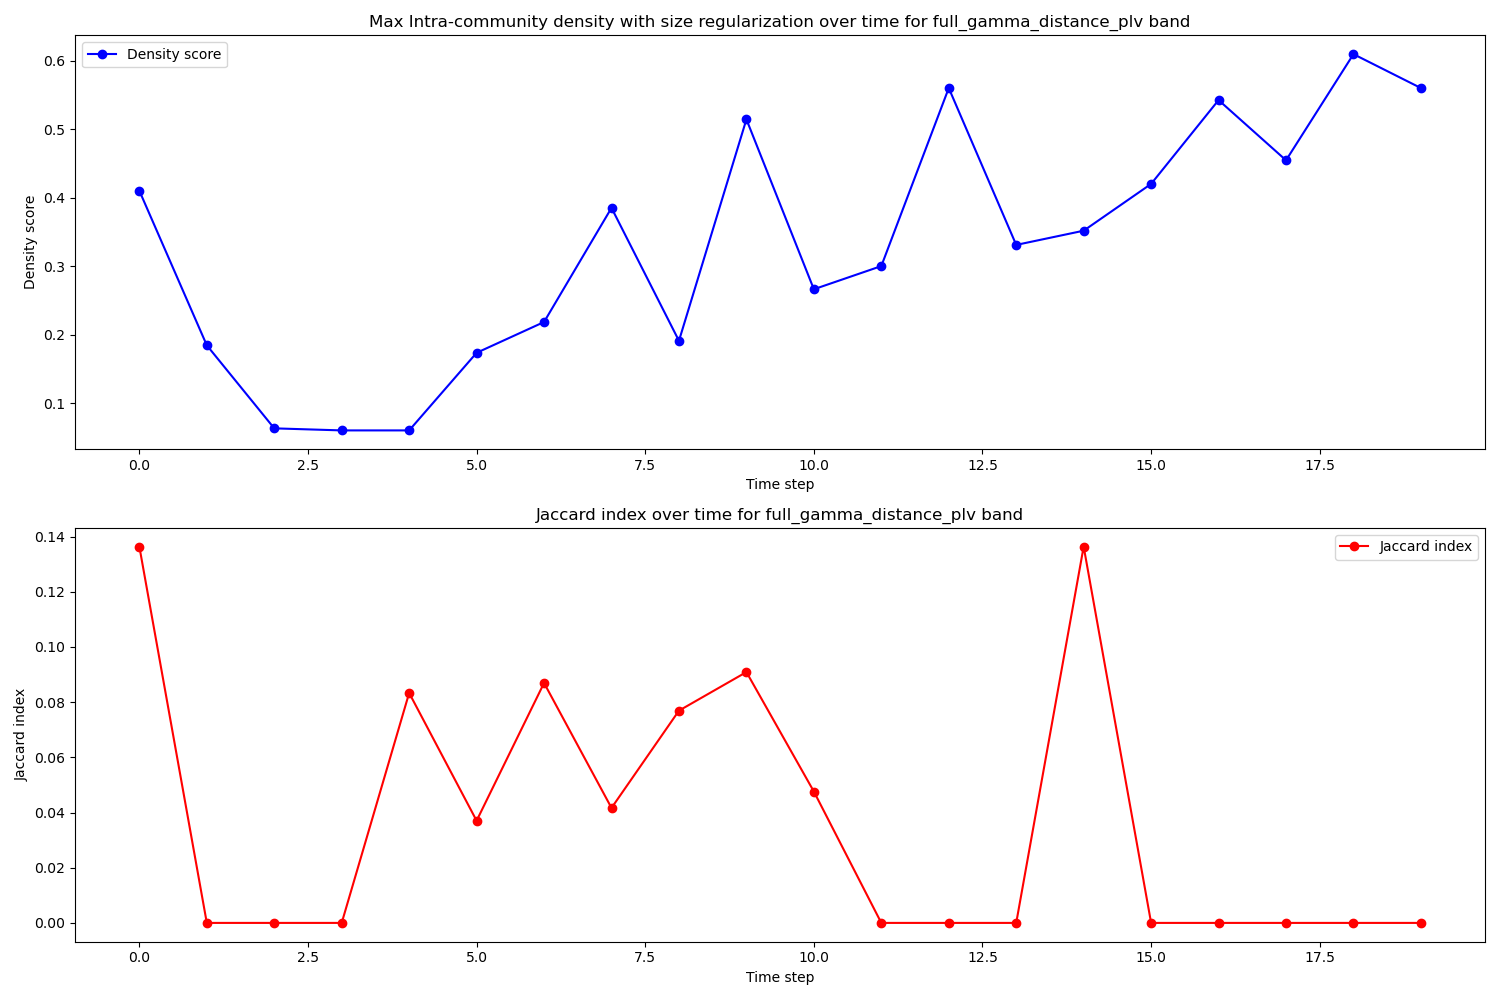 Max Intra-community density with size regularization over time for full_gamma_distance_plv band
Density score
0.6
0.5
0.4
0.3
0.2
0.1
Density score
0.0 2.5 5.0 7.5 10.0 12.5 15.0 17.5
Time step
Jaccard index over time for full_gamma_distance_plv band
Jaccard index
0.14
0.12
0.10
0.08
0.06
0.04
0.02
0.00
Jaccard index
0.0 2.5 5.0 7.5 10.0 12.5 15.0 17.5
Time step